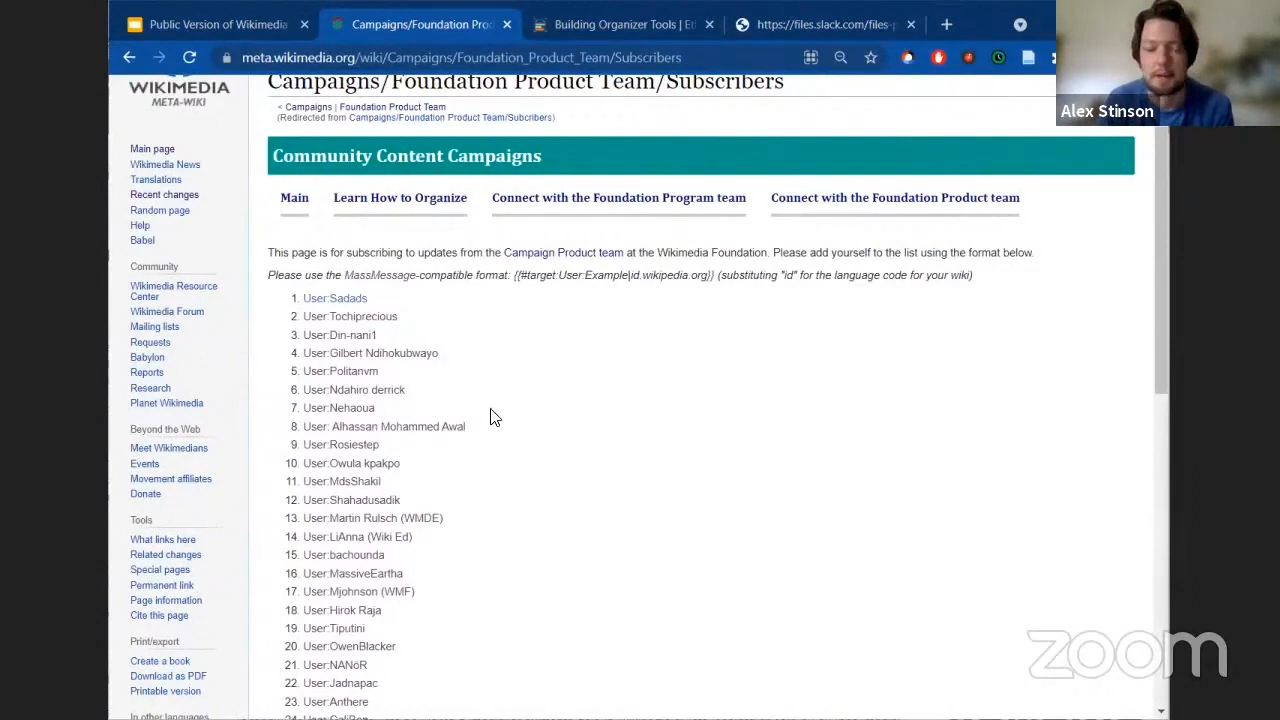 Public Version of Wikimedia
Campaigns/Foundation Proc
Building Organizer Tools | Et
https://files.slack.com/files-
meta.wikimedia.org/wiki/Campaigns/Foundation_Product_Team/Subscribers
Alex Stinson
WIKIMEDIA
META-WIKI
Main page
Wikimedia News
Translations
Recent changes
Random page
Help
Babel
Community
Wikimedia Resource
Center
Wikimedia Forum
Mailing lists
Requests
Babylon
Reports
Research
Planet Wikimedia
Beyond the Web
Meet Wikimedians
Events
Movement affiliates
Donate
Tools
What links here
Related changes
Special pages
Permanent link
Page information
Cite this page
Print/export
Create a book
Download as PDF
Printable version
In other languages
Campaigns/Foundation Product Team/Subscribers
< Campaigns | Foundation Product Team
(Redirected from Campaigns/Foundation Product Team/Subcribers)
Community Content Campaigns
Main Learn How to Organize Connect with the Foundation Program team Connect with the Foundation Product team
This page is for subscribing to updates from the Campaign Product team at the Wikimedia Foundation. Please add yourself to the list using the format below.
Please use the MassMessage-compatible format: {{#target:User:Example|id.wikipedia.org}} (substituting "id" for the language code for your wiki)
1. User:Sadads
2. User:Tochiprecious
3. User:Din-nani1
4. User:Gilbert Ndihokubwayo
5. User:Politanvm
6. User:Ndahiro derrick
7. User:Nehaoua
8. User: Alhassan Mohammed Awal
9. User:Rosiestep
10. User:Owula kpakpo
11. User:MdsShakil
12. User:Shahadusadik
13. User:Martin Rulsch (WMDE)
14. User:LiAnna (Wiki Ed)
15. User:bachounda
16. User:MassiveEartha
17. User:Mjohnson (WMF)
18. User:Hirok Raja
19. User:Tiputini
20. User:OwenBlacker
21. User:NANöR
22. User:Jadnapac
23. User:Anthere
zoom